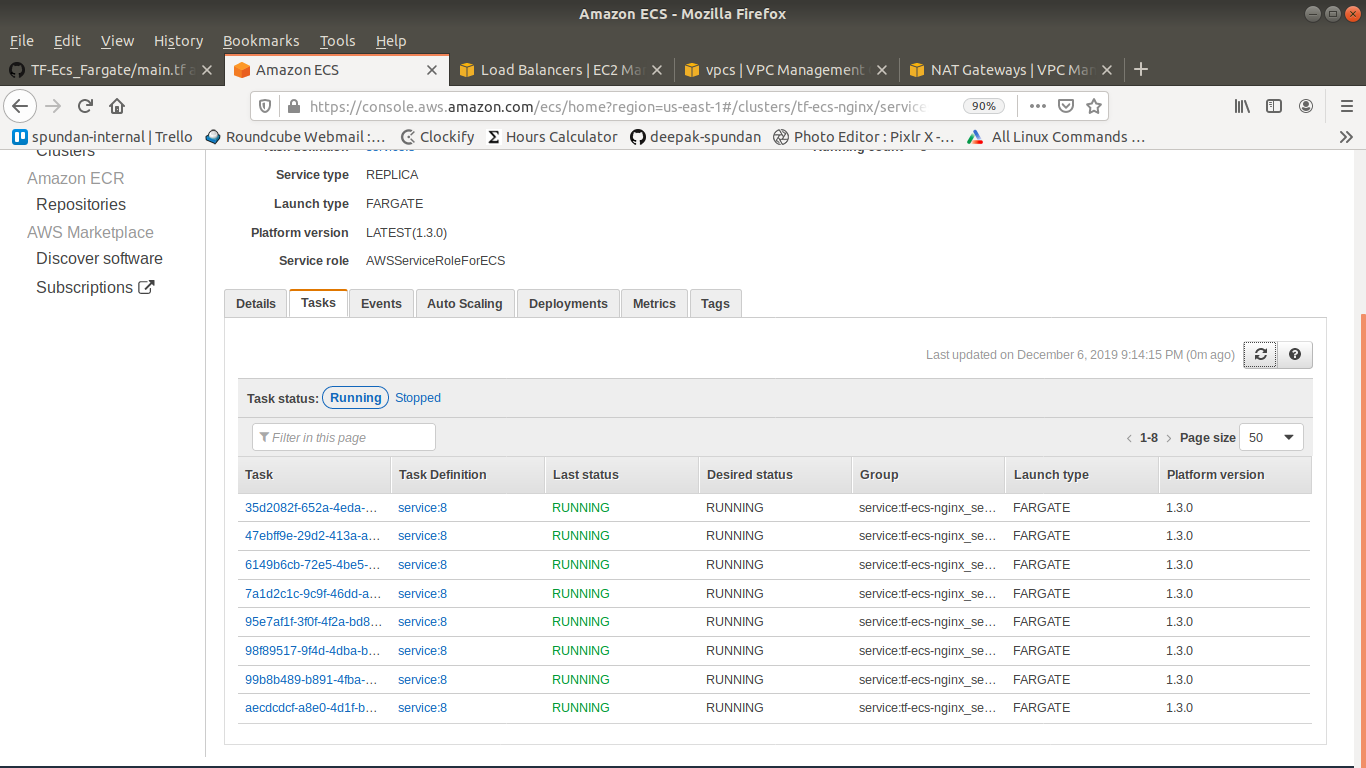 Amazon ECS - Mozilla Firefox
File Edit View History Bookmarks Tools Help
TF-Ecs_Fargate/main.tf Amazon ECS Load Balancers | EC2 Ma vpcs | VPC Management NAT Gateways | VPC Ma
https://console.aws.amazon.com/ecs/home?region=us-east-1#/clusters/tf-ecs-nginx/service 90%
spundan-internal | Trello Roundcube Webmail :... Clockify Σ Hours Calculator deepak-spundan Photo Editor : Pixlr X -... All Linux Commands ...
Clusters
Amazon ECR
Repositories
AWS Marketplace
Discover software
Subscriptions
Task definition service:8 Running count 8
Service type REPLICA
Launch type FARGATE
Platform version LATEST(1.3.0)
Service role AWSServiceRoleForECS
Details Tasks Events Auto Scaling Deployments Metrics Tags
Last updated on December 6, 2019 9:14:15 PM (0m ago)
Task status: Running Stopped
Filter in this page 1-8 Page size 50
Task Task Definition Last status Desired status Group Launch type Platform version
35d2082f-652a-4eda-... service:8 RUNNING RUNNING service:tf-ecs-nginx_se... FARGATE 1.3.0
47ebff9e-29d2-413a-a... service:8 RUNNING RUNNING service:tf-ecs-nginx_se... FARGATE 1.3.0
6149b6cb-72e5-4be5-... service:8 RUNNING RUNNING service:tf-ecs-nginx_se... FARGATE 1.3.0
7a1d2c1c-9c9f-46dd-a... service:8 RUNNING RUNNING service:tf-ecs-nginx_se... FARGATE 1.3.0
95e7af1f-3f0f-4f2a-bd8... service:8 RUNNING RUNNING service:tf-ecs-nginx_se... FARGATE 1.3.0
98f89517-9f4d-4dba-b... service:8 RUNNING RUNNING service:tf-ecs-nginx_se... FARGATE 1.3.0
99b8b489-b891-4fba-... service:8 RUNNING RUNNING service:tf-ecs-nginx_se... FARGATE 1.3.0
aecdcdcf-a8e0-4d1f-b... service:8 RUNNING RUNNING service:tf-ecs-nginx_se... FARGATE 1.3.0